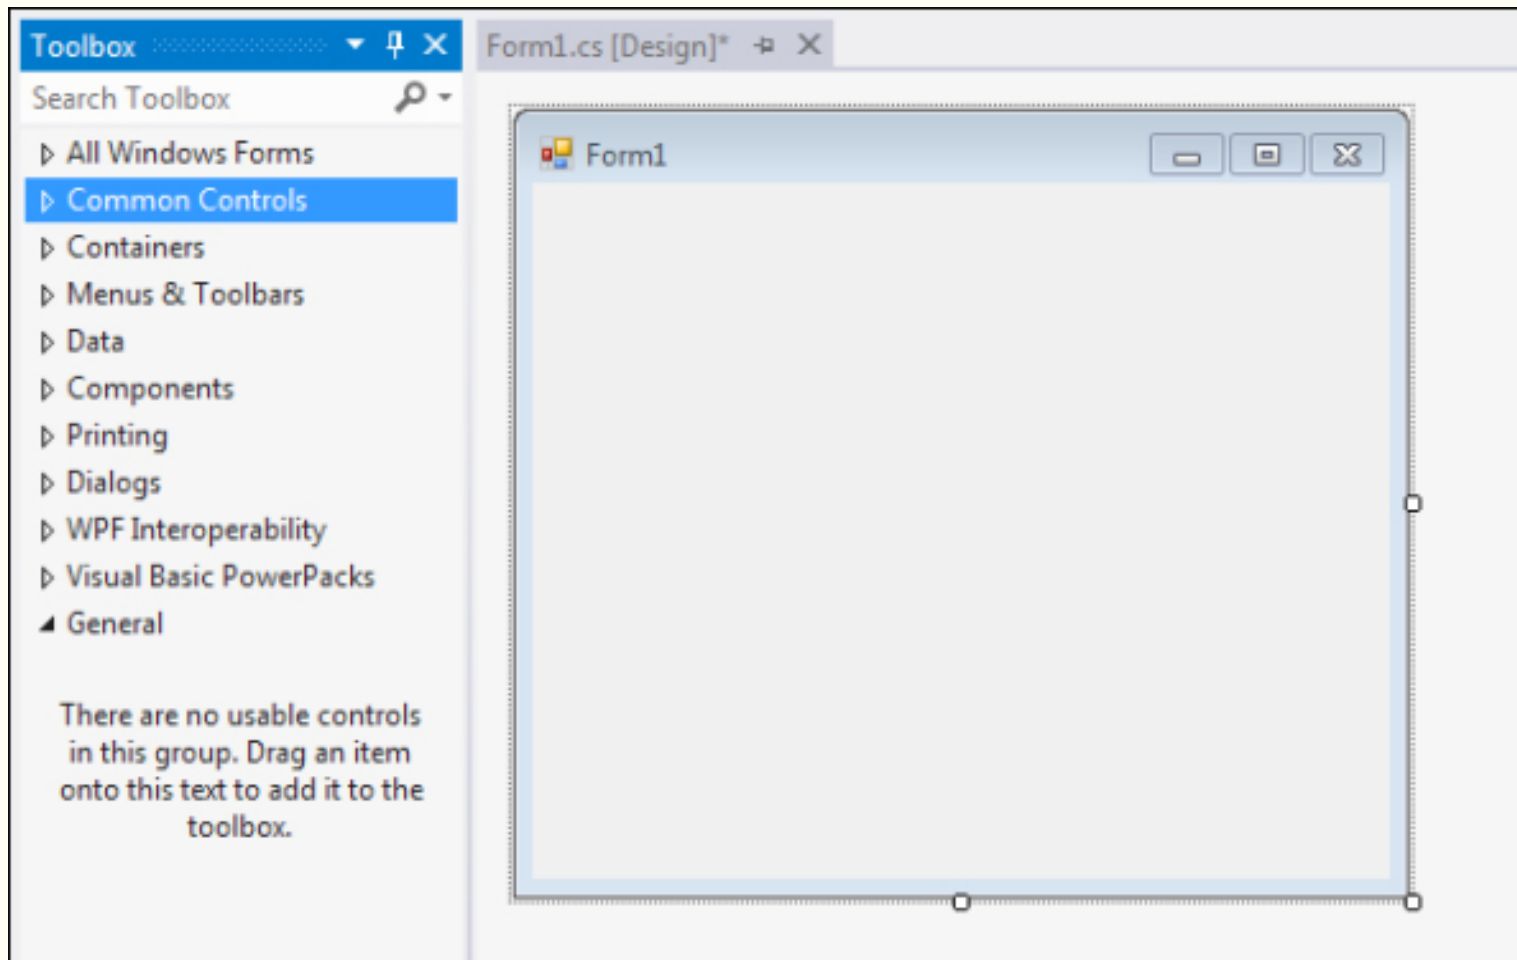 Toolbox
Search Toolbox
All Windows Forms
Common Controls
Containers
Menus & Toolbars
Data
Components
Printing
Dialogs
WPF Interoperability
Visual Basic PowerPacks
General
There are no usable controls
in this group. Drag an item
onto this text to add it to the
toolbox.
Form1.cs [Design]*
Form1